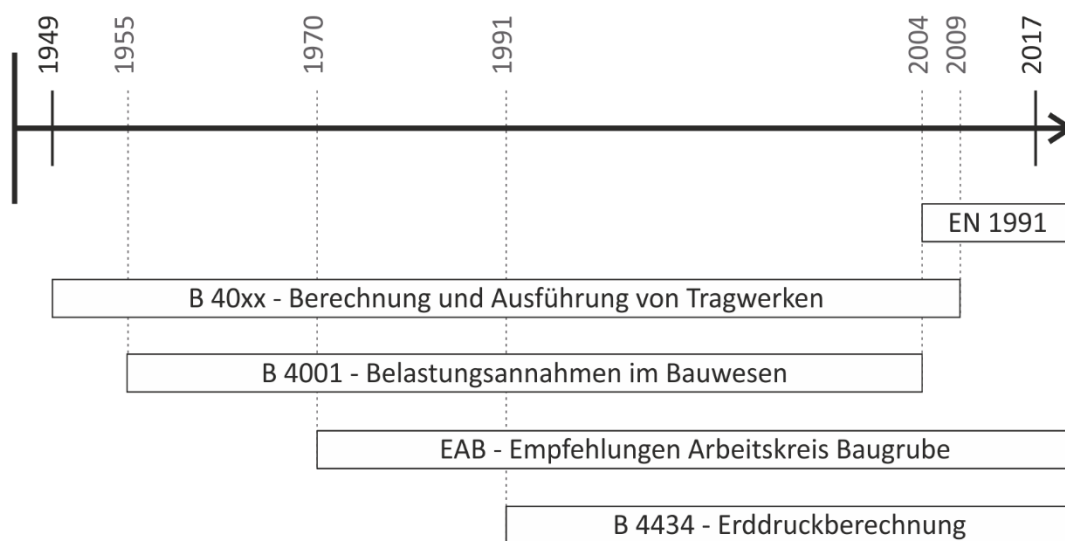 1949
1955
1970
1991
2004
2009
2017
EN 1991
B 40xx - Berechnung und Ausführung von Tragwerken
B 4001 - Belastungsannahmen im Bauwesen
EAB - Empfehlungen Arbeitskreis Baugrube
B 4434 - Erddruckberechnung